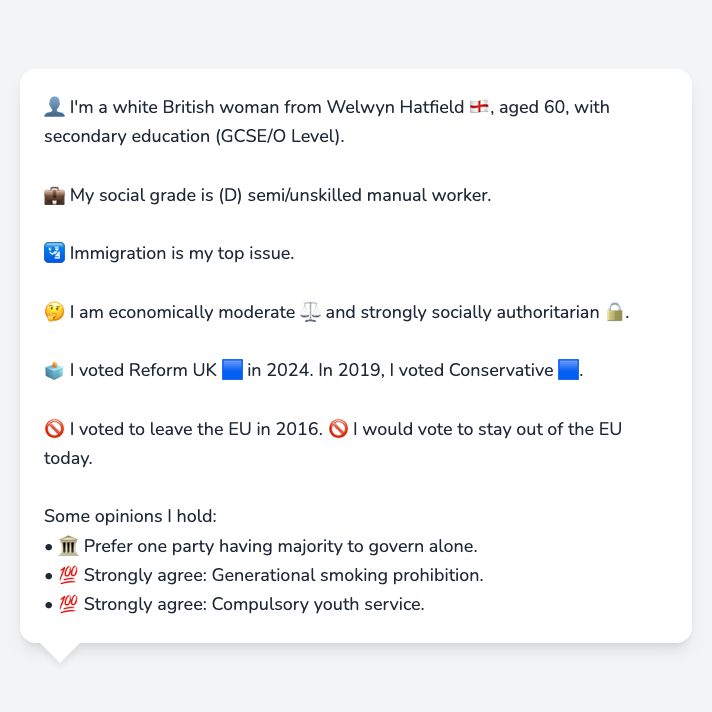 👤 I'm a white British woman from Welwyn Hatfield 🏴󠁧󠁢󠁥󠁮󠁧󠁿, aged 60, with
secondary education (GCSE/O Level).
💼 My social grade is (D) semi/unskilled manual worker.
🛂 Immigration is my top issue.
🤔 I am economically moderate ⚖️ and strongly socially authoritarian 🔒.
🗳️ I voted Reform UK 🟦 in 2024. In 2019, I voted Conservative 🟦.
🚫 I voted to leave the EU in 2016. 🚫 I would vote to stay out of the EU
today.
Some opinions I hold:
• 🏛️ Prefer one party having majority to govern alone.
• 💯 Strongly agree: Generational smoking prohibition.
• 💯 Strongly agree: Compulsory youth service.